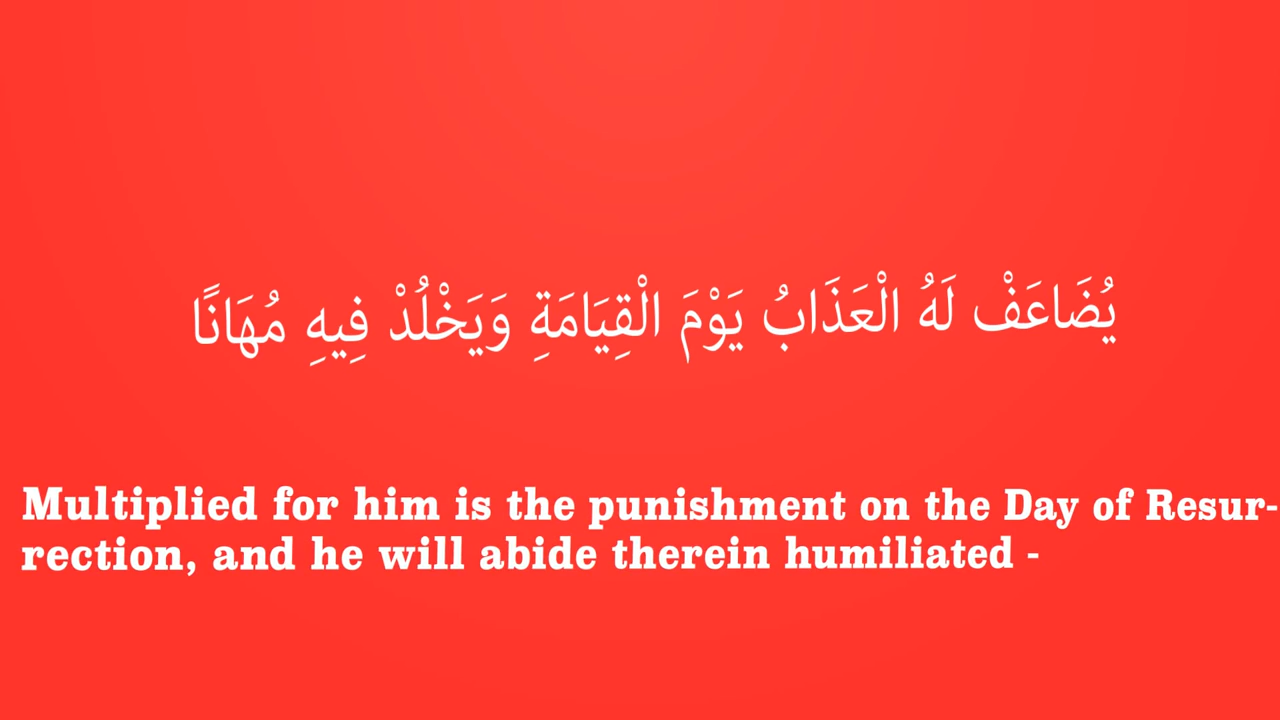 يُضَاعَفْ لَهُ الْعَذَابُ يَوْمَ الْقِيَامَةِ وَيَخْلُدْ فِيهِ مُهَانًا
Multiplied for him is the punishment on the Day of Resur-
rection, and he will abide therein humiliated -